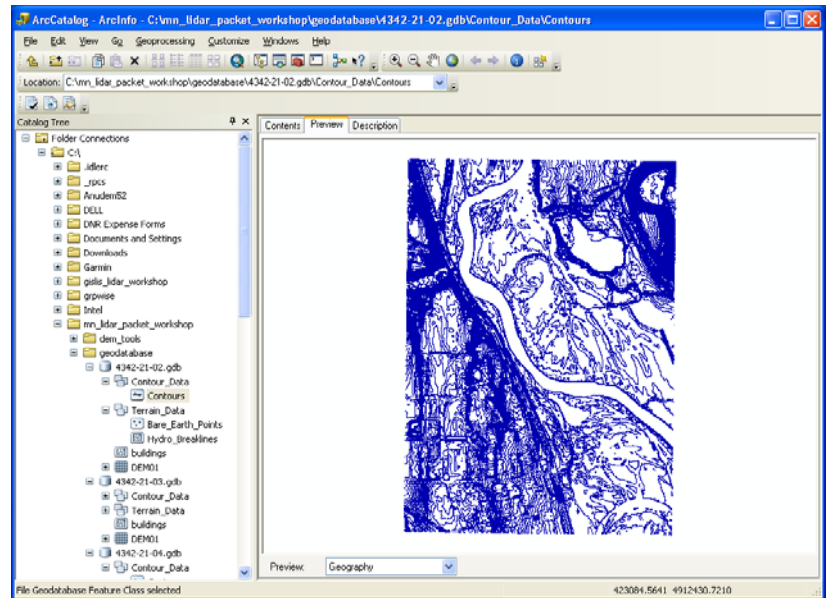 ArcCatalog - ArcInfo - C:\mn_lidar_packet_workshop\geodatabase\4342-21-02.gdb\Contour_Data\Contours
File Edit View Go Geoprocessing Customize Windows Help
Location: C:\mn_lidar_packet_workshop\geodatabase\4342-21-02.gdb\Contour_Data\Contours
Catalog Tree
Contents Preview Description
Folder Connections
C:\
.idlerc
_rpcs
Anudem52
DELL
DNR Expense Forms
Documents and Settings
Downloads
Garmin
gislis_lidar_workshop
grpwise
Intel
mn_lidar_packet_workshop
dem_tools
geodatabase
4342-21-02.gdb
Contour_Data
Contours
Terrain_Data
Bare_Earth_Points
Hydro_Breaklines
buildings
DEM01
4342-21-03.gdb
Contour_Data
Terrain_Data
buildings
DEM01
4342-21-04.gdb
Contour_Data
Preview: Geography
File Geodatabase Feature Class selected
423084.5641 4912430.7210